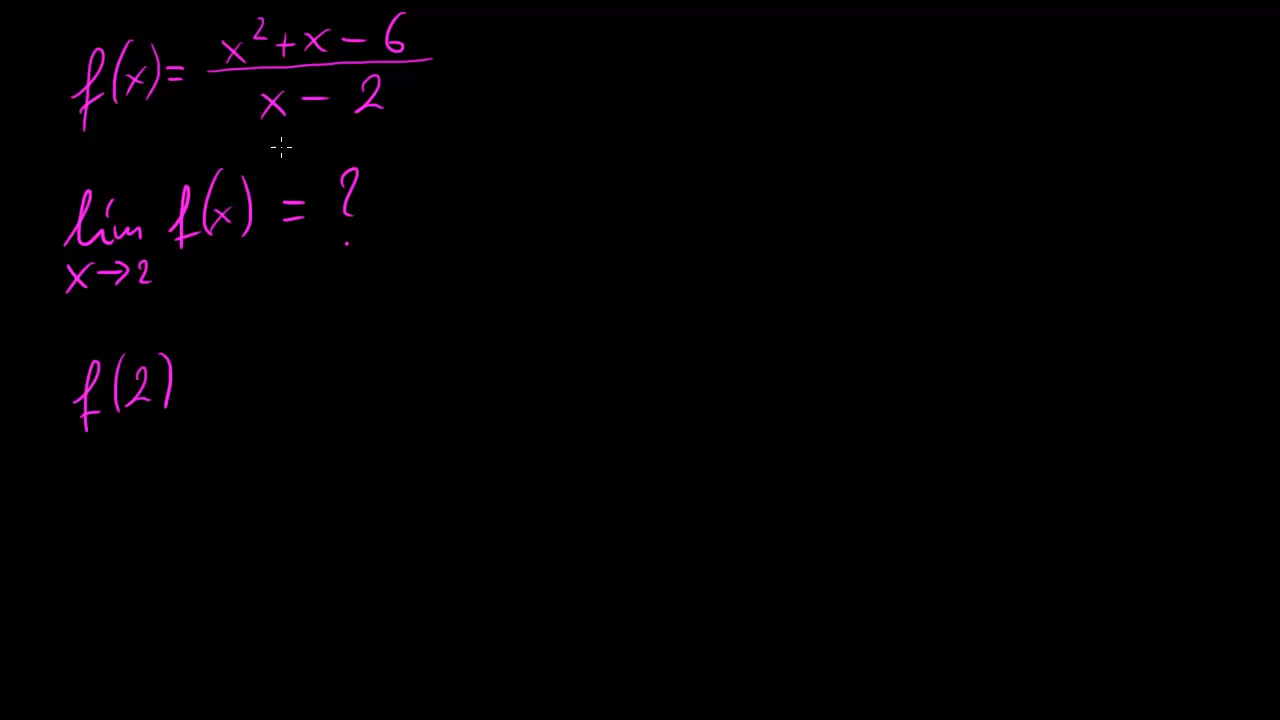 f(x) = x² + x - 6 / x - 2
lim f(x) = ?
x → 2
f(2)